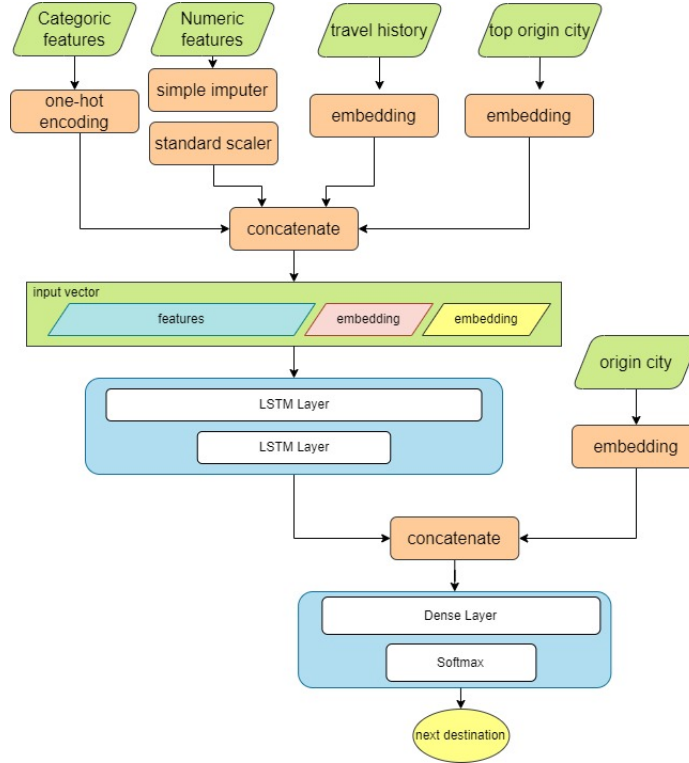 Categoric
features
Numeric
features
travel history
top origin city
one-hot
encoding
simple imputer
standard scaler
embedding
embedding
concatenate
input vector
features
embedding
embedding
origin city
LSTM Layer
LSTM Layer
embedding
concatenate
Dense Layer
Softmax
next destination